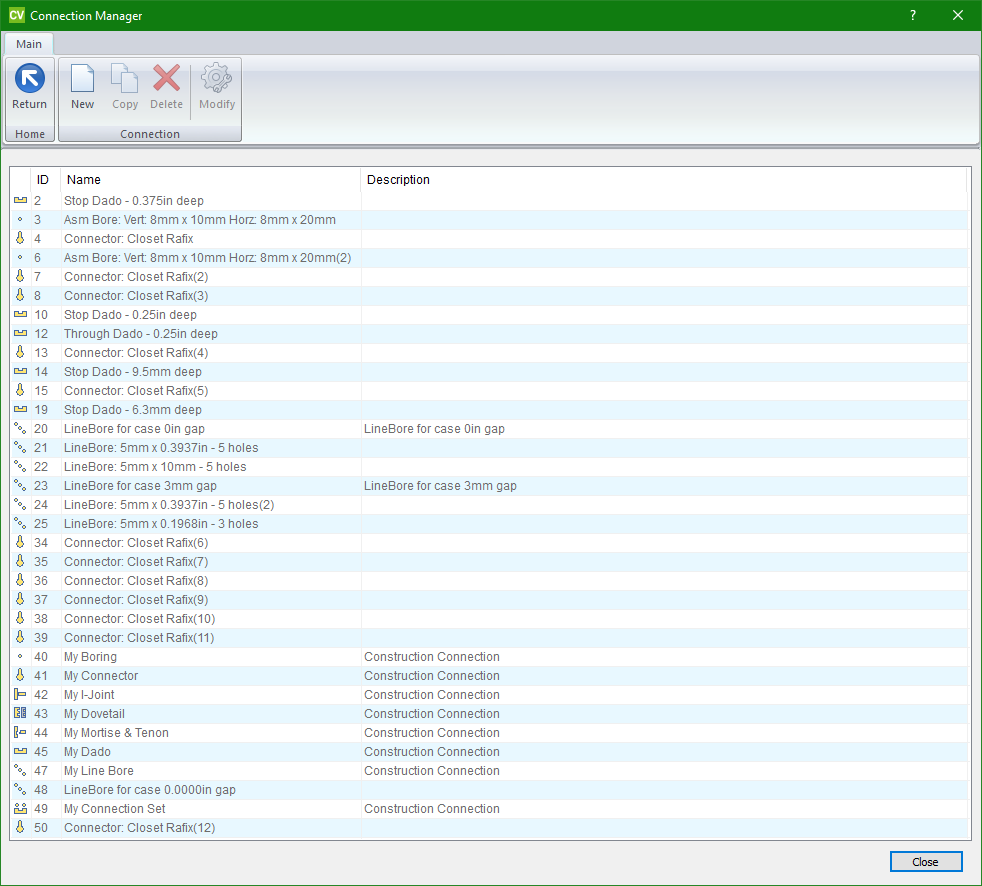 CV Connection Manager ?
Main
Return New Copy Delete Modify
Home Connection
ID Name Description
2 Stop Dado - 0.375in deep
3 Asm Bore: Vert: 8mm x 10mm Horz: 8mm x 20mm
4 Connector: Closet Rafix
6 Asm Bore: Vert: 8mm x 10mm Horz: 8mm x 20mm(2)
7 Connector: Closet Rafix(2)
8 Connector: Closet Rafix(3)
10 Stop Dado - 0.25in deep
12 Through Dado - 0.25in deep
13 Connector: Closet Rafix(4)
14 Stop Dado - 9.5mm deep
15 Connector: Closet Rafix(5)
19 Stop Dado - 6.3mm deep
20 LineBore for case 0in gap LineBore for case 0in gap
21 LineBore: 5mm x 0.3937in - 5 holes
22 LineBore: 5mm x 10mm - 5 holes
23 LineBore for case 3mm gap LineBore for case 3mm gap
24 LineBore: 5mm x 0.3937in - 5 holes(2)
25 LineBore: 5mm x 0.1968in - 3 holes
34 Connector: Closet Rafix(6)
35 Connector: Closet Rafix(7)
36 Connector: Closet Rafix(8)
37 Connector: Closet Rafix(9)
38 Connector: Closet Rafix(10)
39 Connector: Closet Rafix(11)
40 My Boring Construction Connection
41 My Connector Construction Connection
42 My I-Joint Construction Connection
43 My Dovetail Construction Connection
44 My Mortise & Tenon Construction Connection
45 My Dado Construction Connection
47 My Line Bore Construction Connection
48 LineBore for case 0.0000in gap
49 My Connection Set Construction Connection
50 Connector: Closet Rafix(12)
Close